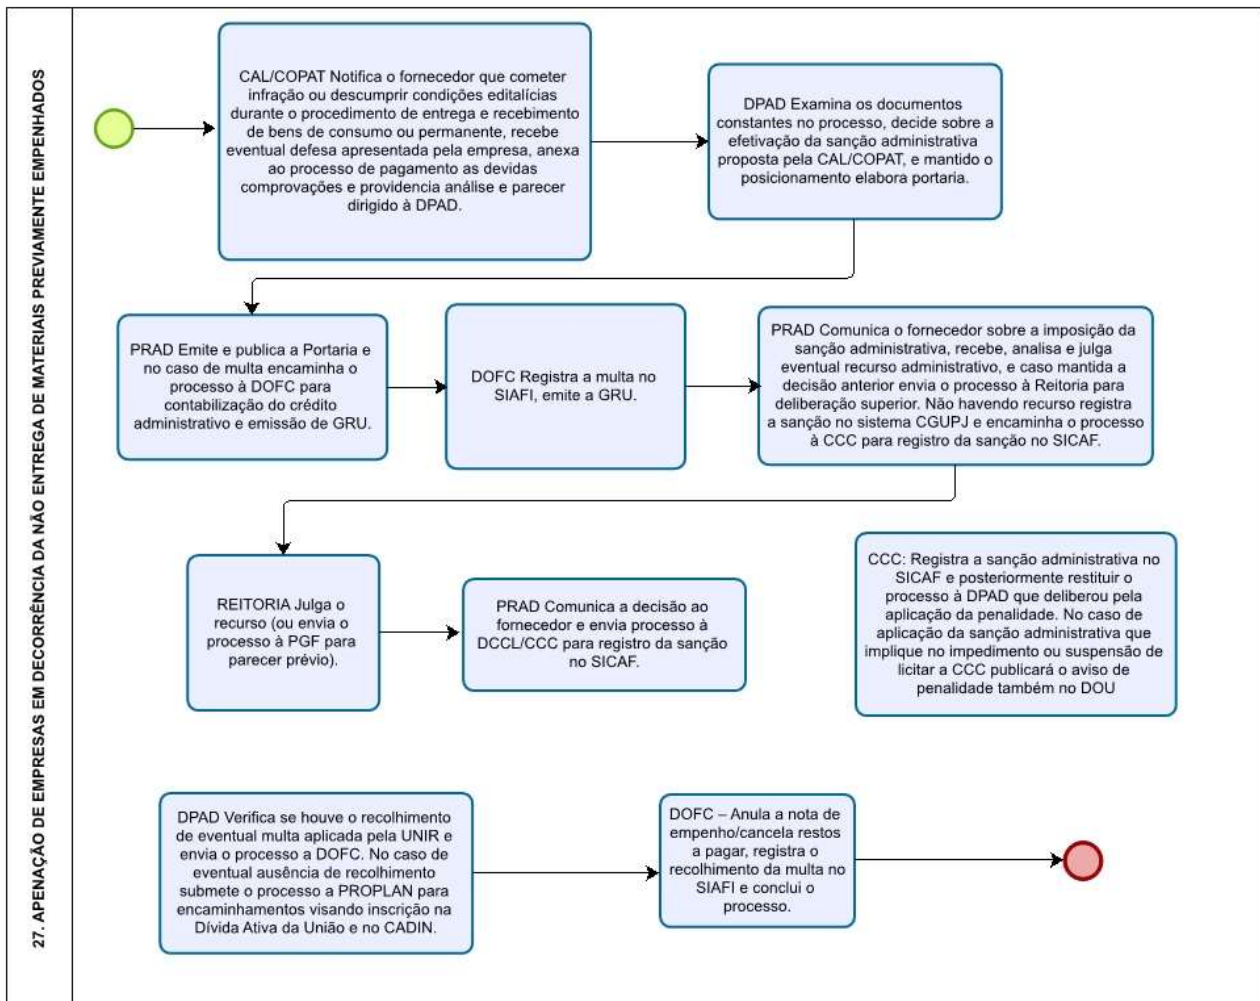 27. APENAÇÃO DE EMPRESAS EM DECORRÊNCIA DA NÃO ENTREGA DE MATERIAIS PREVIAMENTE EMPENHADOS
CAL/COPAT Notifica o fornecedor que cometer
infração ou descumprir condições editalícias
durante o procedimento de entrega e recebimento
de bens de consumo ou permanente, recebe
eventual defesa apresentada pela empresa, anexa
ao processo de pagamento as devidas
comprovações e providencia análise e parecer
dirigido à DPAD.
DPAD Examina os documentos
constantes no processo, decide sobre a
efetivação da sanção administrativa
proposta pela CAL/COPAT, e mantido o
posicionamento elabora portaria.
PRAD Emite e publica a Portaria e
no caso de multa encaminha o
processo à DOFC para
contabilização do crédito
administrativo e emissão de GRU.
DOFC Registra a multa no
SIAFI, emite a GRU.
PRAD Comunica o fornecedor sobre a imposição da
sanção administrativa, recebe, analisa e julga
eventual recurso administrativo, e caso mantida a
decisão anterior envia o processo à Reitoria para
deliberação superior. Não havendo recurso registra
a sanção no sistema CGUPJ e encaminha o processo
à CCC para registro da sanção no SICAF.
REITORIA Julga o
recurso (ou envia o
processo à PGF para
parecer prévio).
PRAD Comunica a decisão ao
fornecedor e envia processo à
DCCL/CCC para registro da sanção
no SICAF.
CCC: Registra a sanção administrativa no
SICAF e posteriormente restituir o
processo à DPAD que deliberou pela
aplicação da penalidade. No caso de
aplicação da sanção administrativa que
implique no impedimento ou suspensão de
licitar a CCC publicará o aviso de
penalidade também no DOU
DPAD Verifica se houve o recolhimento
de eventual multa aplicada pela UNIR e
envia o processo a DOFC. No caso de
eventual ausência de recolhimento
submete o processo a PROPLAN para
encaminhamentos visando inscrição na
Dívida Ativa da União e no CADIN.
DOFC – Anula a nota de
empenho/cancela restos
a pagar, registra o
recolhimento da multa no
SIAFI e conclui o
processo.